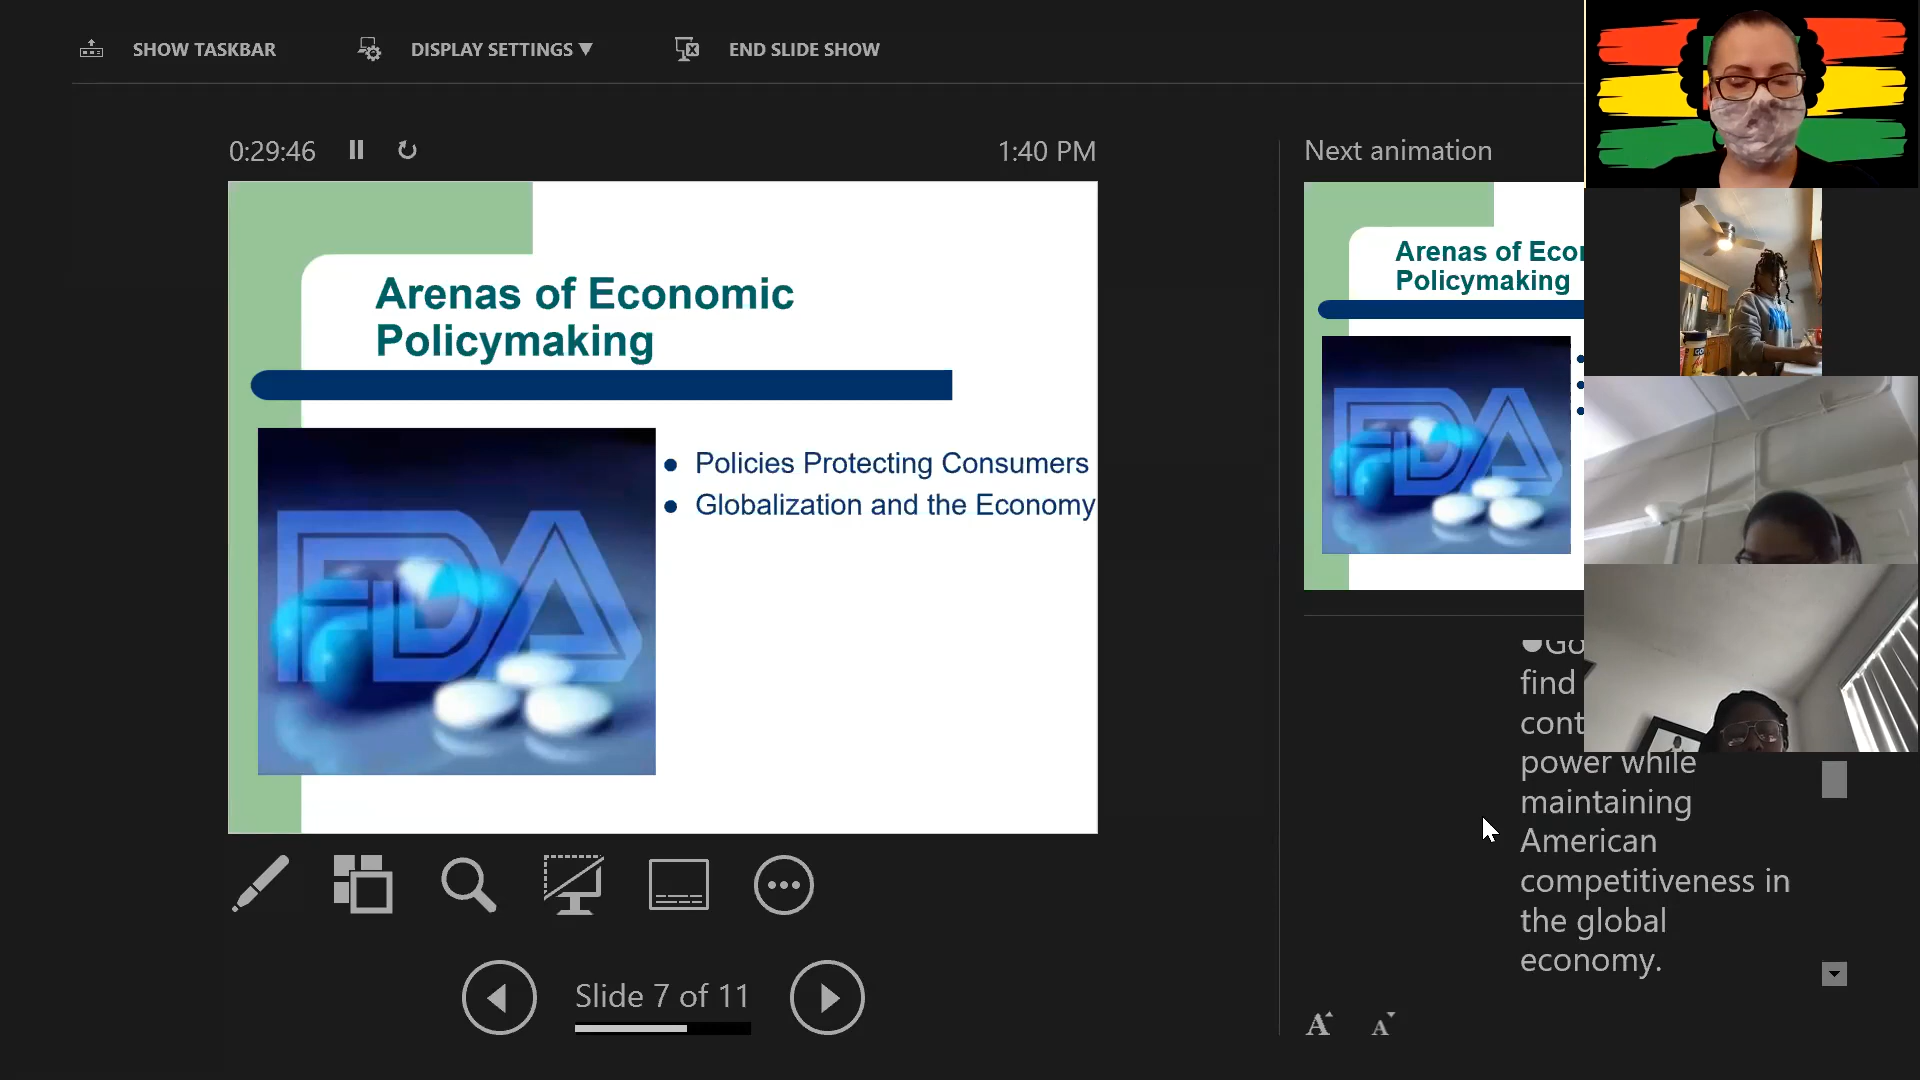 SHOW TASKBAR
DISPLAY SETTINGS ▼
END SLIDE SHOW
0:29:46
1:40 PM
Arenas of Economic
Policymaking
FDA
● Policies Protecting Consumers
● Globalization and the Economy
Slide 7 of 11
Next animation
Arenas of Eco
Policymaking
FDA
●Go
find
cont
power while
maintaining
American
competitiveness in
the global
economy.
A A